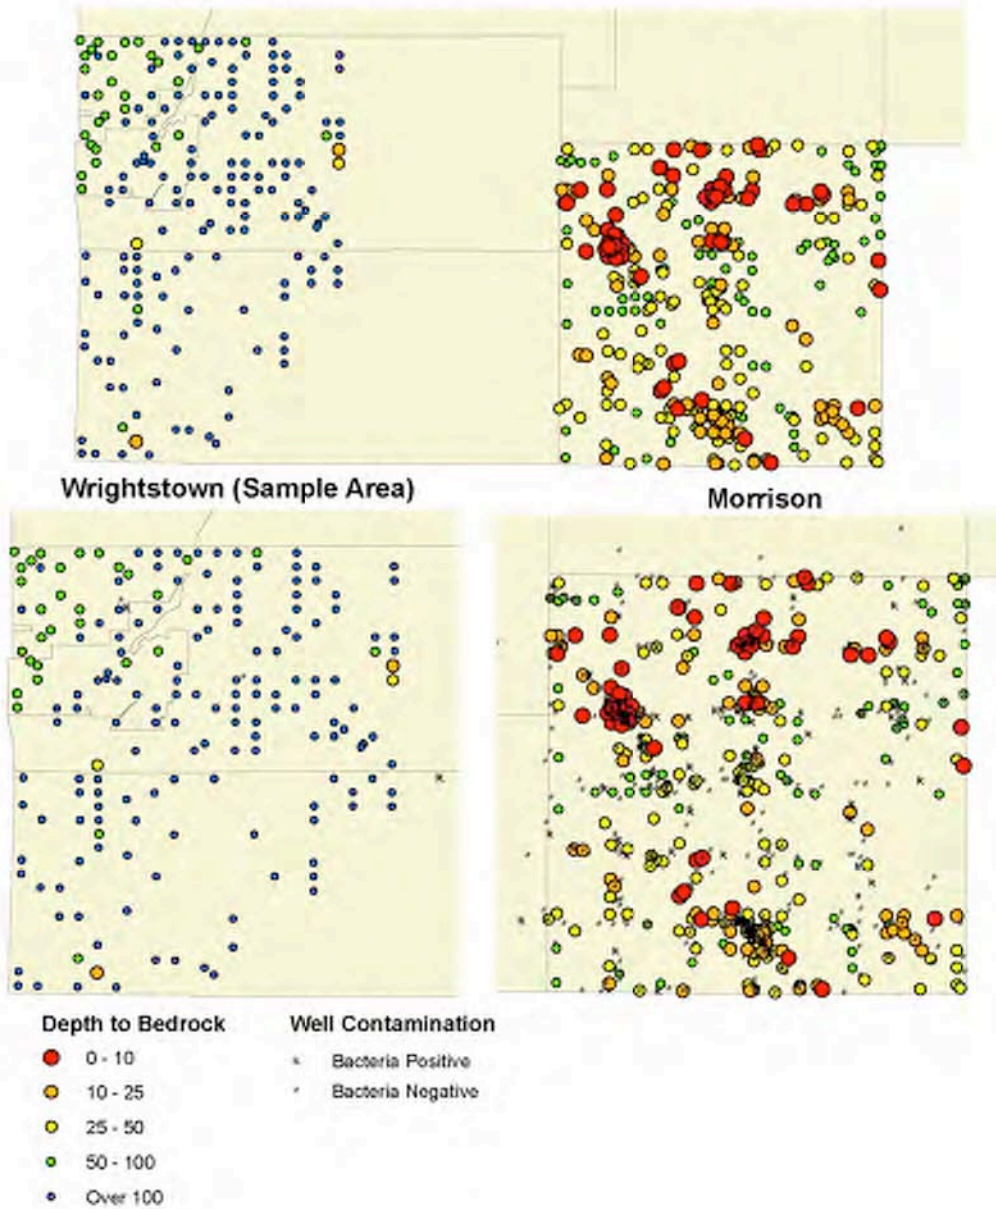 Wrightstown (Sample Area)
Morrison
Depth to Bedrock
0 - 10
10 - 25
25 - 50
50 - 100
Over 100
Well Contamination
Bacteria Positive
Bacteria Negative